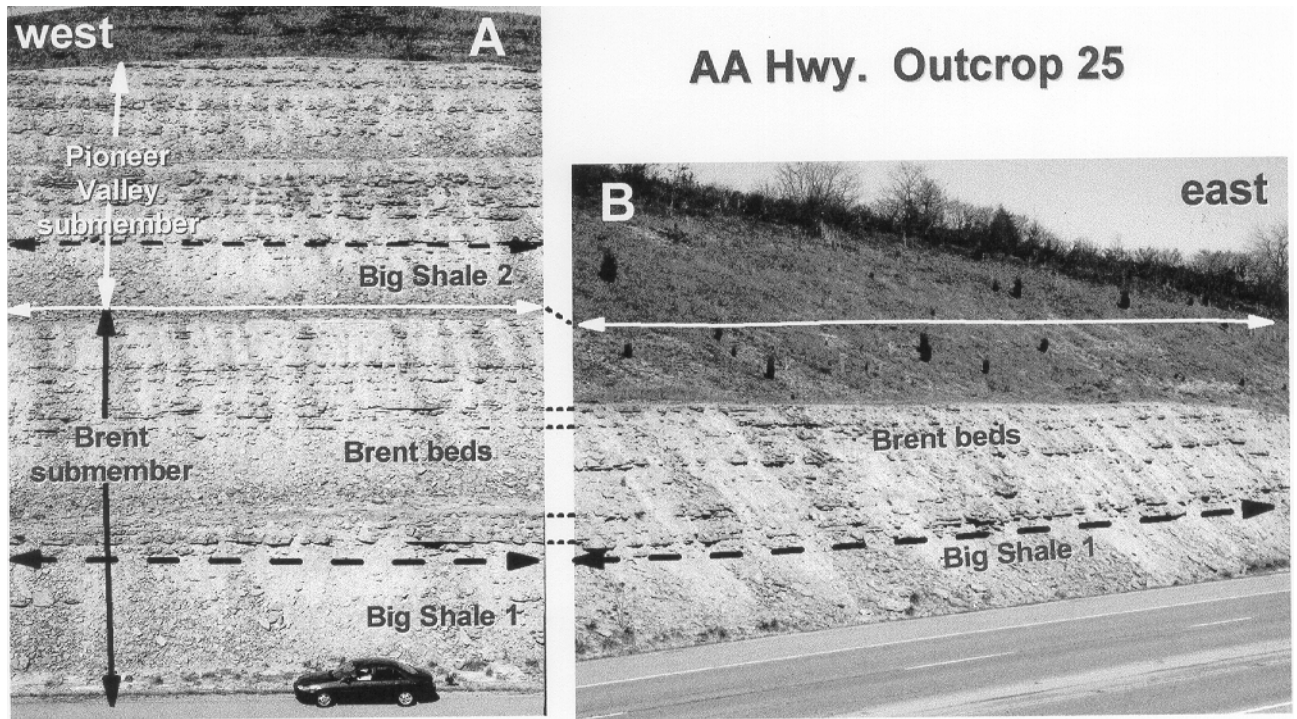 west
A
AA Hwy. Outcrop 25
Pioneer
Valley
submember
Big Shale 2
B
east
Brent
submember
Brent beds
Brent beds
Big Shale 1
Big Shale 1